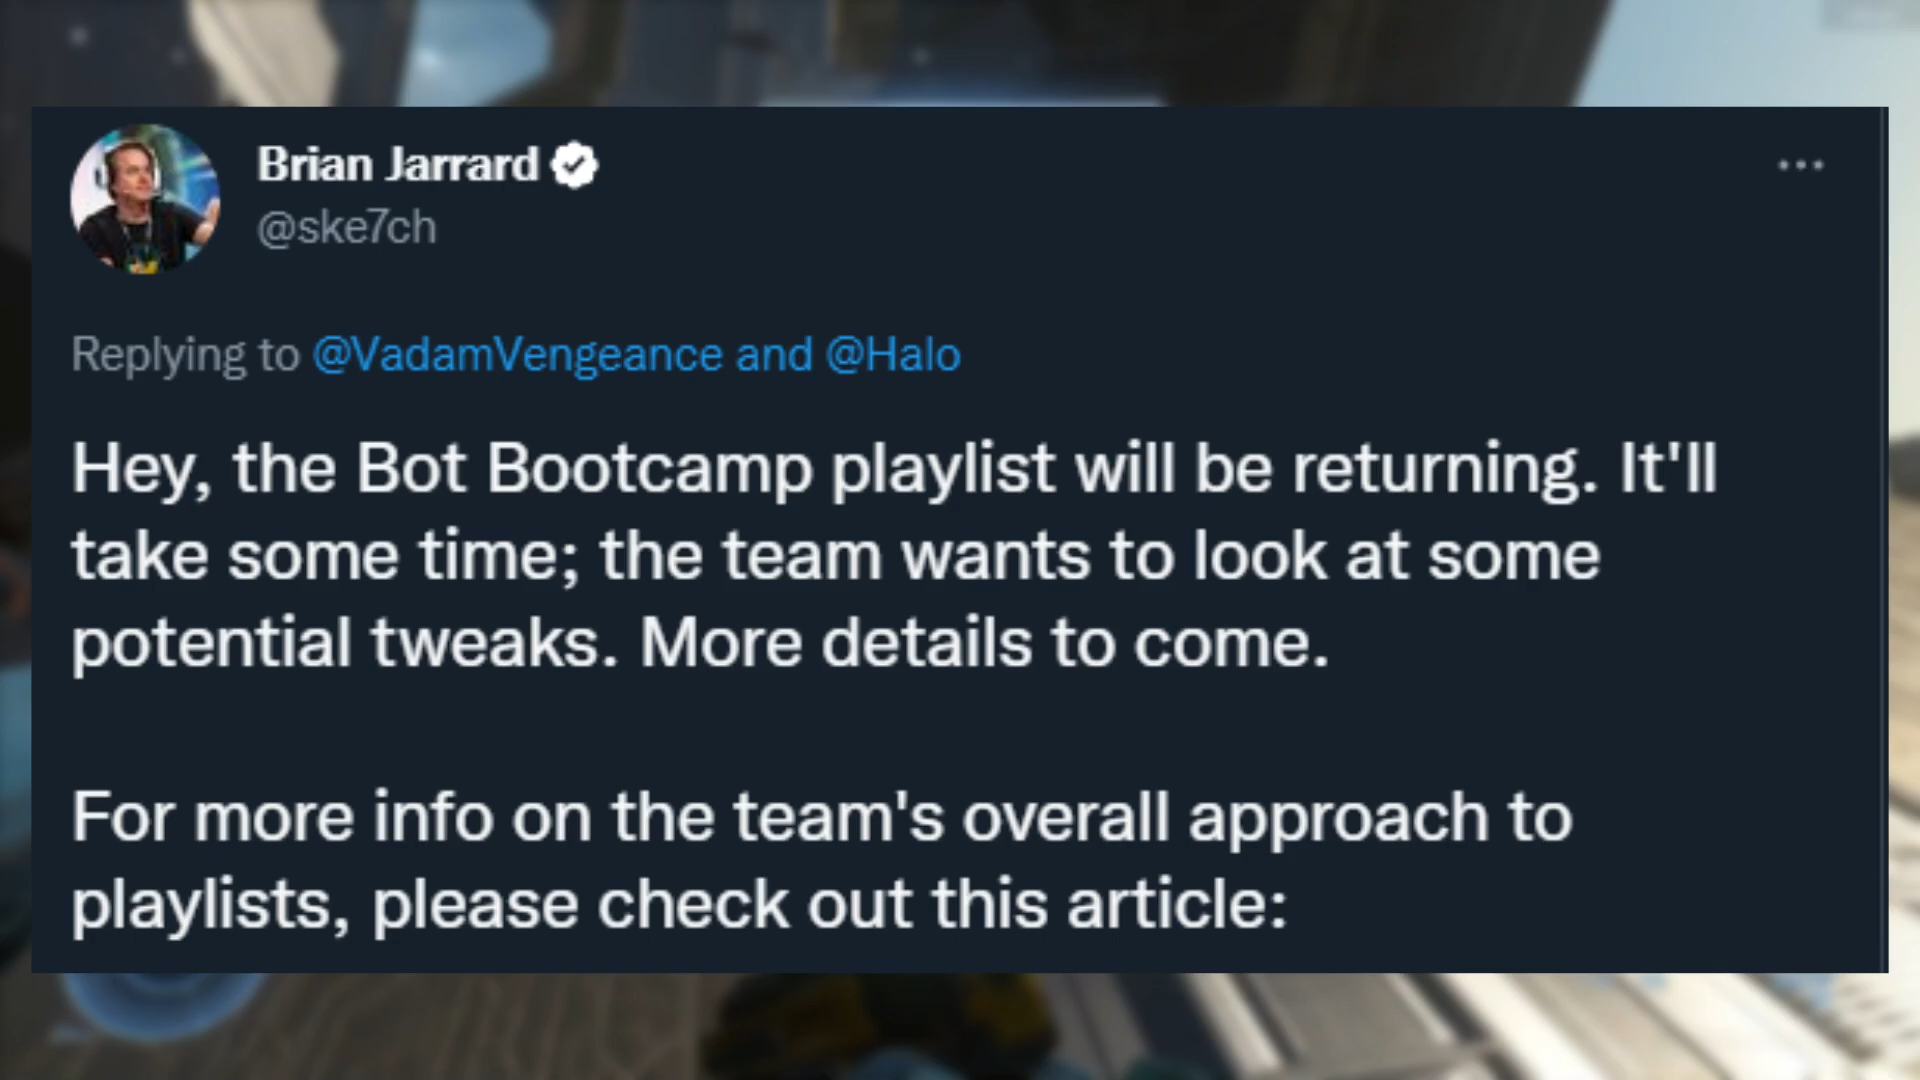 Brian Jarrard
@ske7ch
Replying to @VadamVengeance and @Halo
Hey, the Bot Bootcamp playlist will be returning. It'll
take some time; the team wants to look at some
potential tweaks. More details to come.
For more info on the team's overall approach to
playlists, please check out this article: